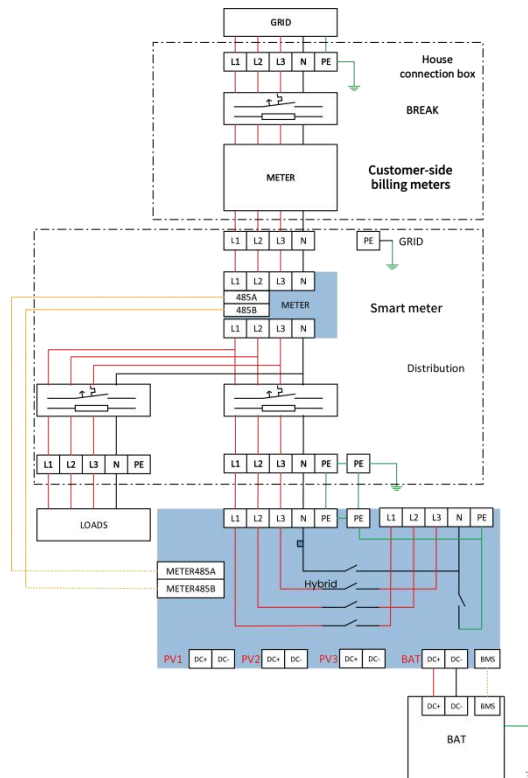 GRID
L1 L2 L3 N PE
House
connection box
BREAK
METER
Customer-side
billing meters
L1 L2 L3 N
PE
GRID
L1 L2 L3 N
485A
485B
METER
Smart meter
L1 L2 L3 N
Distribution
L1 L2 L3 N PE
L1 L2 L3 N PE
PE
LOADS
L1 L2 L3 N PE
PE
L1 L2 L3 N PE
METER485A
METER485B
Hybrid
PV1 DC+ DC-
PV2 DC+ DC-
PV3 DC+ DC-
BAT DC+ DC-
BMS
DC+ DC-
BMS
BAT